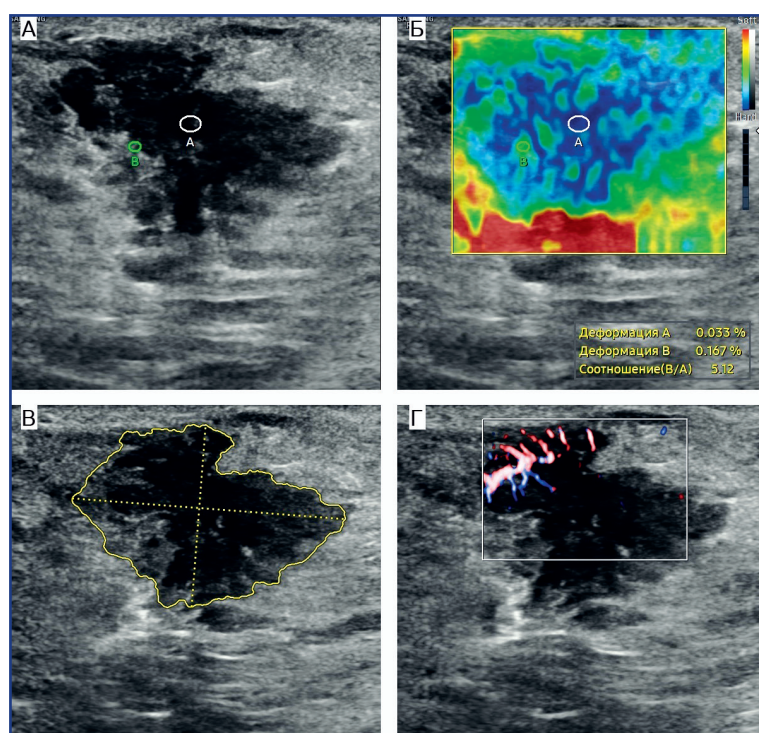 А
A
B
Б
Soft
Hard
A
B
Деформация A 0.033 %
Деформация B 0.167 %
Соотношение(B/A) 5.12
В
Г